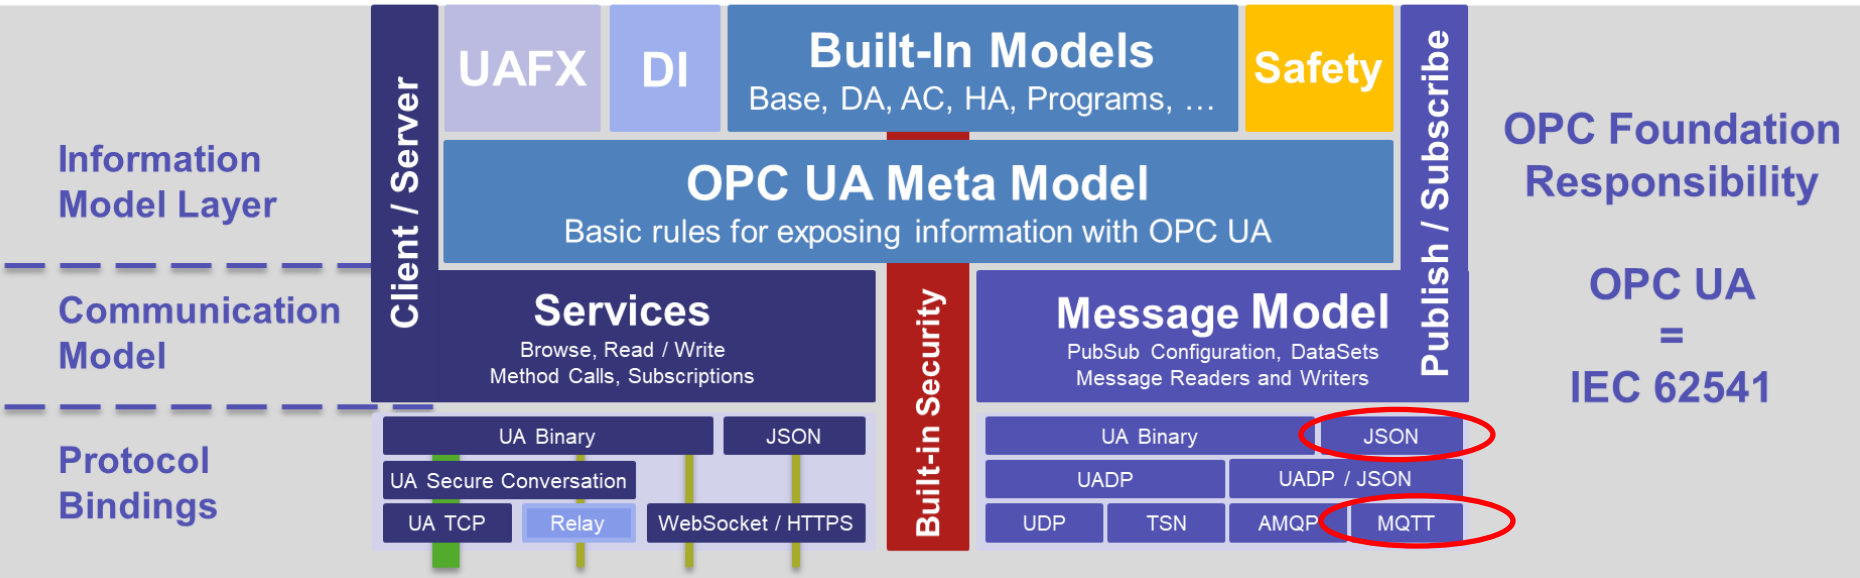 Information
Model Layer
Communication
Model
Protocol
Bindings
Client / Server
UAFX
DI
Built-In Models
Base, DA, AC, HA, Programs, …
Safety
Publish / Subscribe
OPC UA Meta Model
Basic rules for exposing information with OPC UA
Services
Browse, Read / Write
Method Calls, Subscriptions
Built-in Security
Message Model
PubSub Configuration, DataSets
Message Readers and Writers
UA Binary
JSON
UA Secure Conversation
UA TCP
Relay
WebSocket / HTTPS
UA Binary
JSON
UADP
UADP / JSON
UDP
TSN
AMQP
MQTT
OPC Foundation
Responsibility
OPC UA
=
IEC 62541